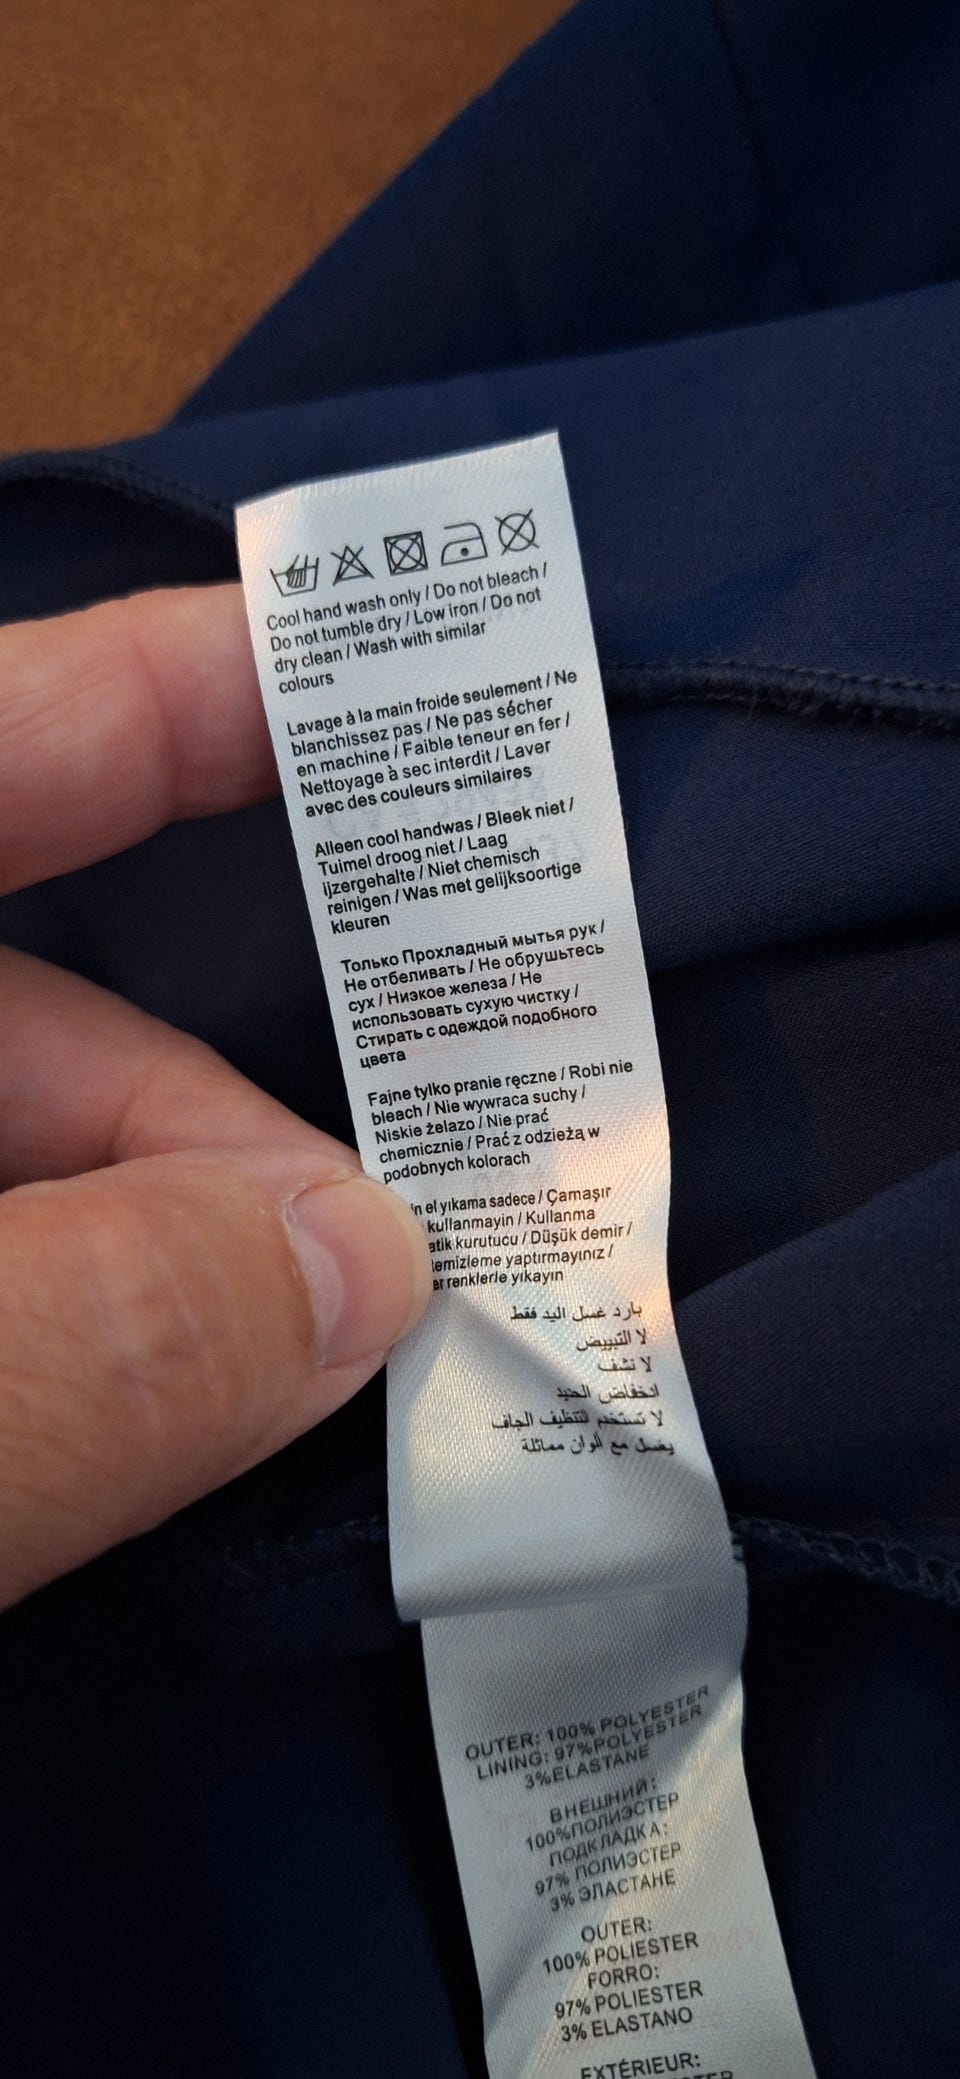 Cool hand wash only / Do not bleach /
Do not tumble dry / Low iron / Do not
dry clean / Wash with similar
colours
Lavage à la main froide seulement / Ne
blanchissez pas / Ne pas sécher
en machine / Faible teneur en fer /
Nettoyage à sec interdit / Laver
avec des couleurs similaires
Alleen cool handwas / Bleek niet /
Tuimel droog niet / Laag
ijzergehalte / Niet chemisch
reinigen / Was met gelijksoortige
kleuren
Только Прохладный мытья рук /
Не отбеливать / Не обрушьтесь
сух / Низкое железа / Не
использовать сухую чистку /
Стирать с одеждой подобного
цвета
Fajne tylko pranie ręczne / Robi nie
bleach / Nie wywraca suchy /
Niskie żelazo / Nie prać
chemicznie / Prać z odzieżą w
podobnych kolorach
el yıkama sadece / Çamaşır
kullanmayin / Kullanma
kurutucu / Düşük demir /
temizleme yaptırmayınız /
renklerle yıkayın
بارد غسل اليد فقط
لا التبييض
لا تشف
انخفاض الحديد
لا تستخدم التنظيف الجاف
يغسل مع ألوان مماثلة
OUTER: 100% POLYESTER
LINING: 97%POLYESTER
3%ELASTANE
ВНЕШНИЙ:
100%ПОЛИЭСТЕР
ПОДКЛАДКА:
97% ПОЛИЭСТЕР
3% ЭЛАСТАНЕ
OUTER:
100% POLIESTER
FORRO:
97% POLIESTER
3% ELASTANO
EXTÉRIEUR: